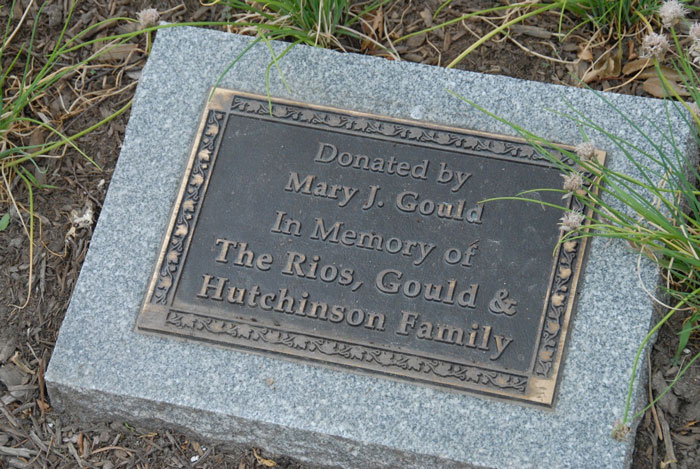 Donated by
Mary J. Gould
In Memory of
The Rios, Gould &
Hutchinson Family